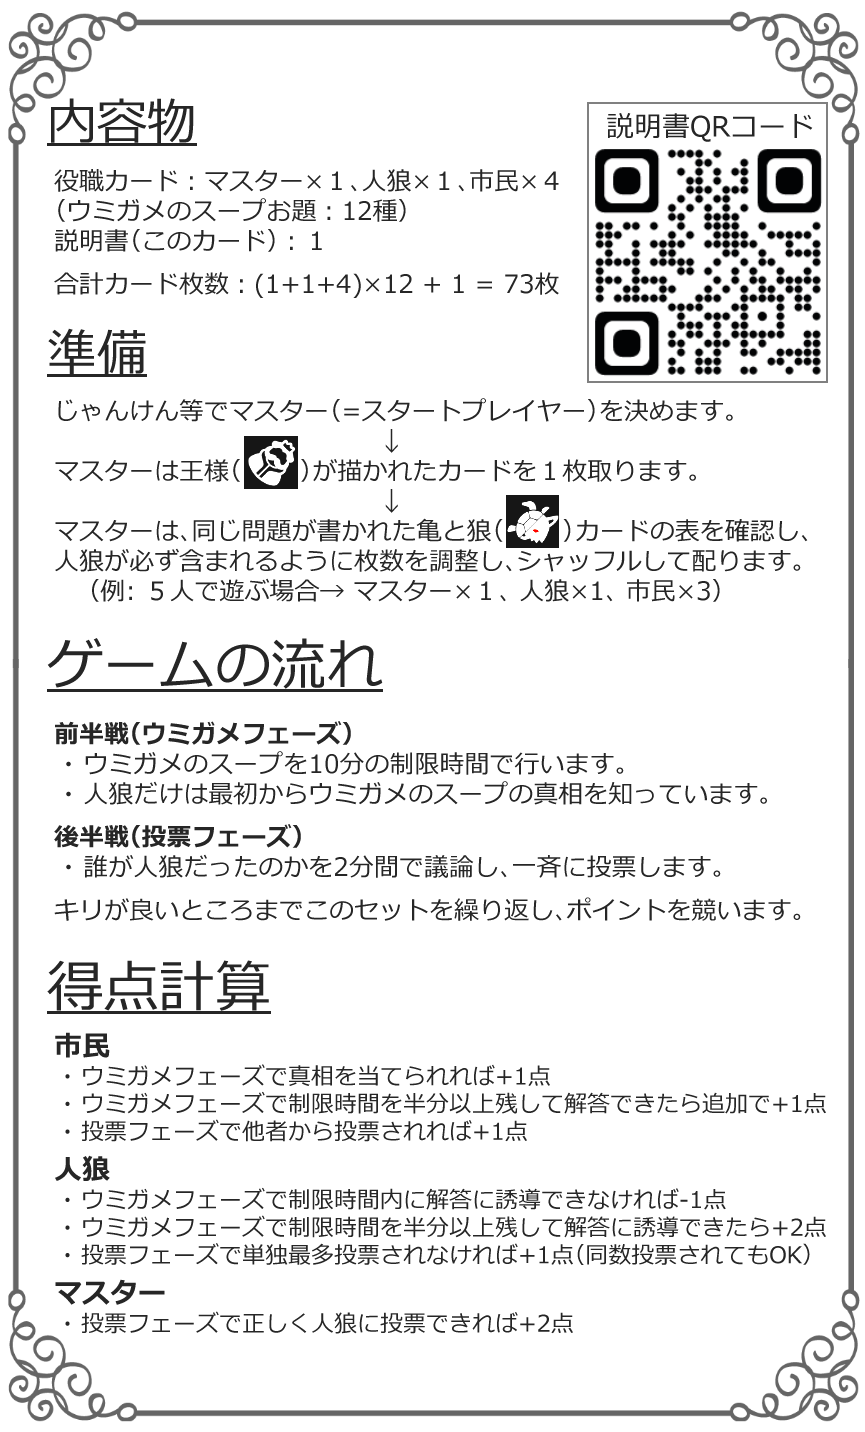 内容物
説明書QRコード
役職カード：マスター×１、人狼×１、市民×４
（ウミガメのスープお題：12種）
説明書（このカード）：1
合計カード枚数：(1+1+4)×12 + 1 = 73枚
準備
じゃんけん等でマスター（=スタートプレイヤー）を決めます。
↓
マスターは王様（）が描かれたカードを１枚取ります。
↓
マスターは、同じ問題が書かれた亀と狼（）カードの表を確認し、
人狼が必ず含まれるように枚数を調整し、シャッフルして配ります。
（例: ５人で遊ぶ場合→ マスター×１、人狼×1、市民×3）
ゲームの流れ
前半戦（ウミガメフェーズ）
・ウミガメのスープを10分の制限時間で行います。
・人狼だけは最初からウミガメのスープの真相を知っています。
後半戦（投票フェーズ）
・誰が人狼だったのかを2分間で議論し、一斉に投票します。
キリが良いところまでこのセットを繰り返し、ポイントを競います。
得点計算
市民
・ウミガメフェーズで真相を当てられれば+1点
・ウミガメフェーズで制限時間を半分以上残して解答できたら追加で+1点
・投票フェーズで他者から投票されれば+1点
人狼
・ウミガメフェーズで制限時間内に解答に誘導できなければ-1点
・ウミガメフェーズで制限時間を半分以上残して解答に誘導できたら+2点
・投票フェーズで単独最多投票されなければ+1点（同数投票されてもOK）
マスター
・投票フェーズで正しく人狼に投票できれば+2点